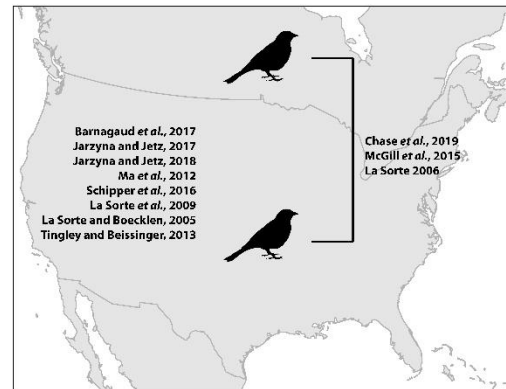 Barnagaud et al., 2017
Jarzyna and Jetz, 2017
Jarzyna and Jetz, 2018
Ma et al., 2012
Schipper et al., 2016
La Sorte et al., 2009
La Sorte and Boecklen, 2005
Tingley and Beissinger, 2013
Chase et al., 2019
McGill et al., 2015
La Sorte 2006